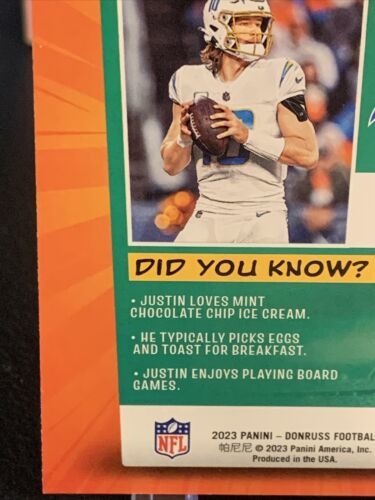 DID YOU KNOW?
• JUSTIN LOVES MINT
CHOCOLATE CHIP ICE CREAM.
• HE TYPICALLY PICKS EGGS
AND TOAST FOR BREAKFAST.
• JUSTIN ENJOYS PLAYING BOARD
GAMES.
NFL
2023 PANINI – DONRUSS FOOTBAL
帕尼尼 © 2023 Panini America, Inc.
Produced in the USA.